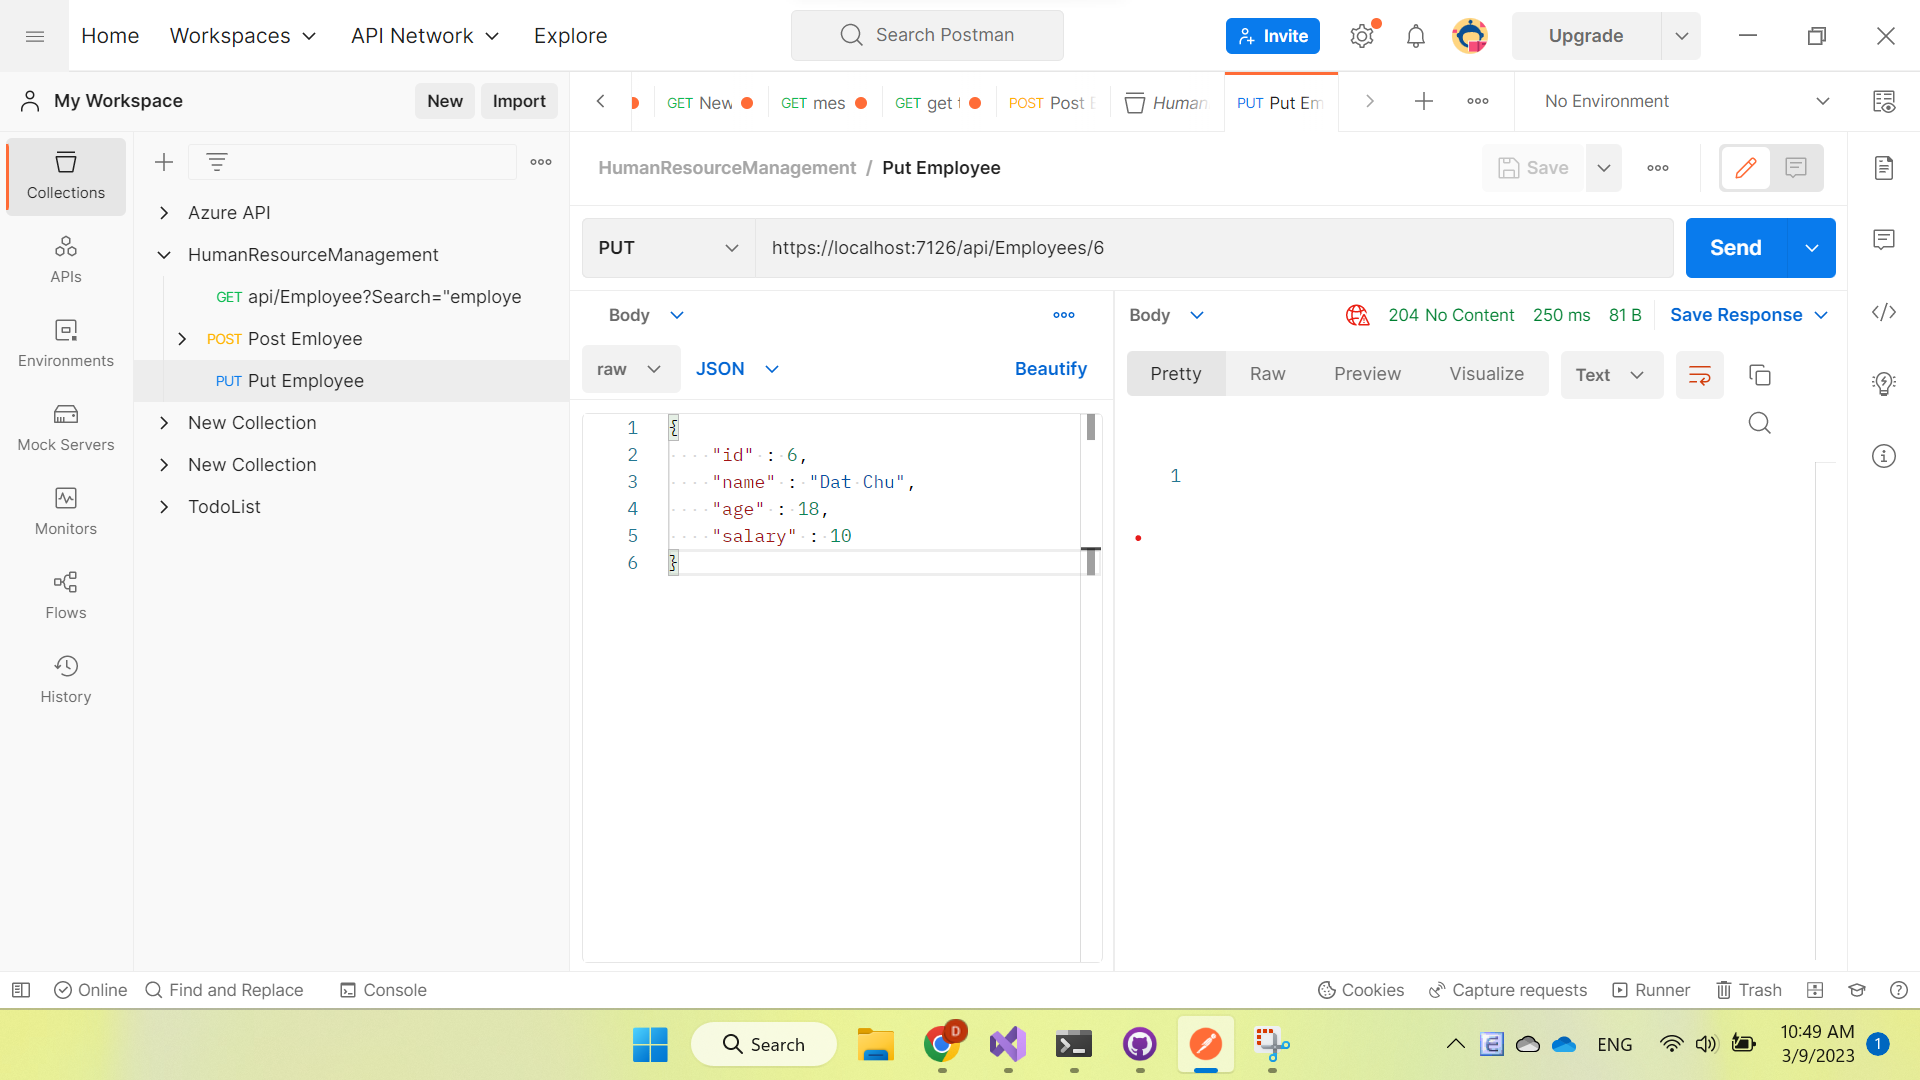 Home
Workspaces
API Network
Explore
Search Postman
Invite
Upgrade
My Workspace
New
Import
GET New
GET mes
GET get
POST Post
Human
PUT Put Em
No Environment
Collections
APIs
Environments
Mock Servers
Monitors
Flows
History
Azure API
HumanResourceManagement
GET api/Employee?Search="employe
POST Post Emloyee
PUT Put Employee
New Collection
New Collection
TodoList
HumanResourceManagement / Put Employee
Save
PUT
https://localhost:7126/api/Employees/6
Send
Body
raw
JSON
Beautify
1 {
2 "id" : 6,
3 "name" : "Dat Chu",
4 "age" : 18,
5 "salary" : 10
6 }
Body
204 No Content 250 ms 81 B
Save Response
Pretty
Raw
Preview
Visualize
Text
1
Online
Find and Replace
Console
Cookies
Capture requests
Runner
Trash
Search
D
ENG
10:49 AM
3/9/2023
1